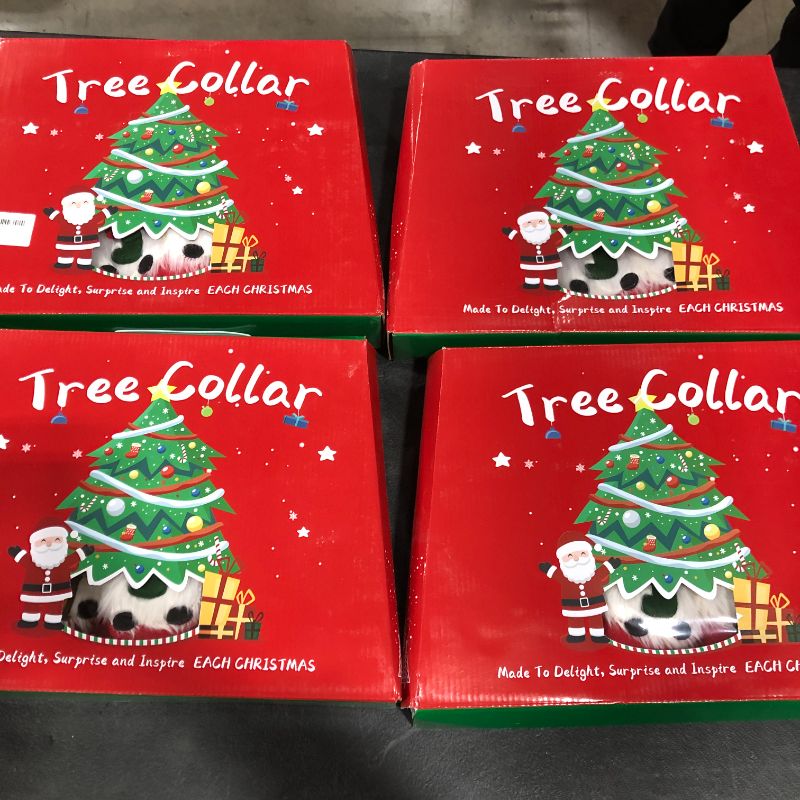 Tree Collar
Made To Delight, Surprise and Inspire EACH CHRISTMAS
Tree Collar
Made To Delight, Surprise and Inspire EACH CHRISTMAS
Tree Collar
Delight, Surprise and Inspire EACH CHRISTMAS
Tree Collar
Made To Delight, Surprise and Inspire EACH